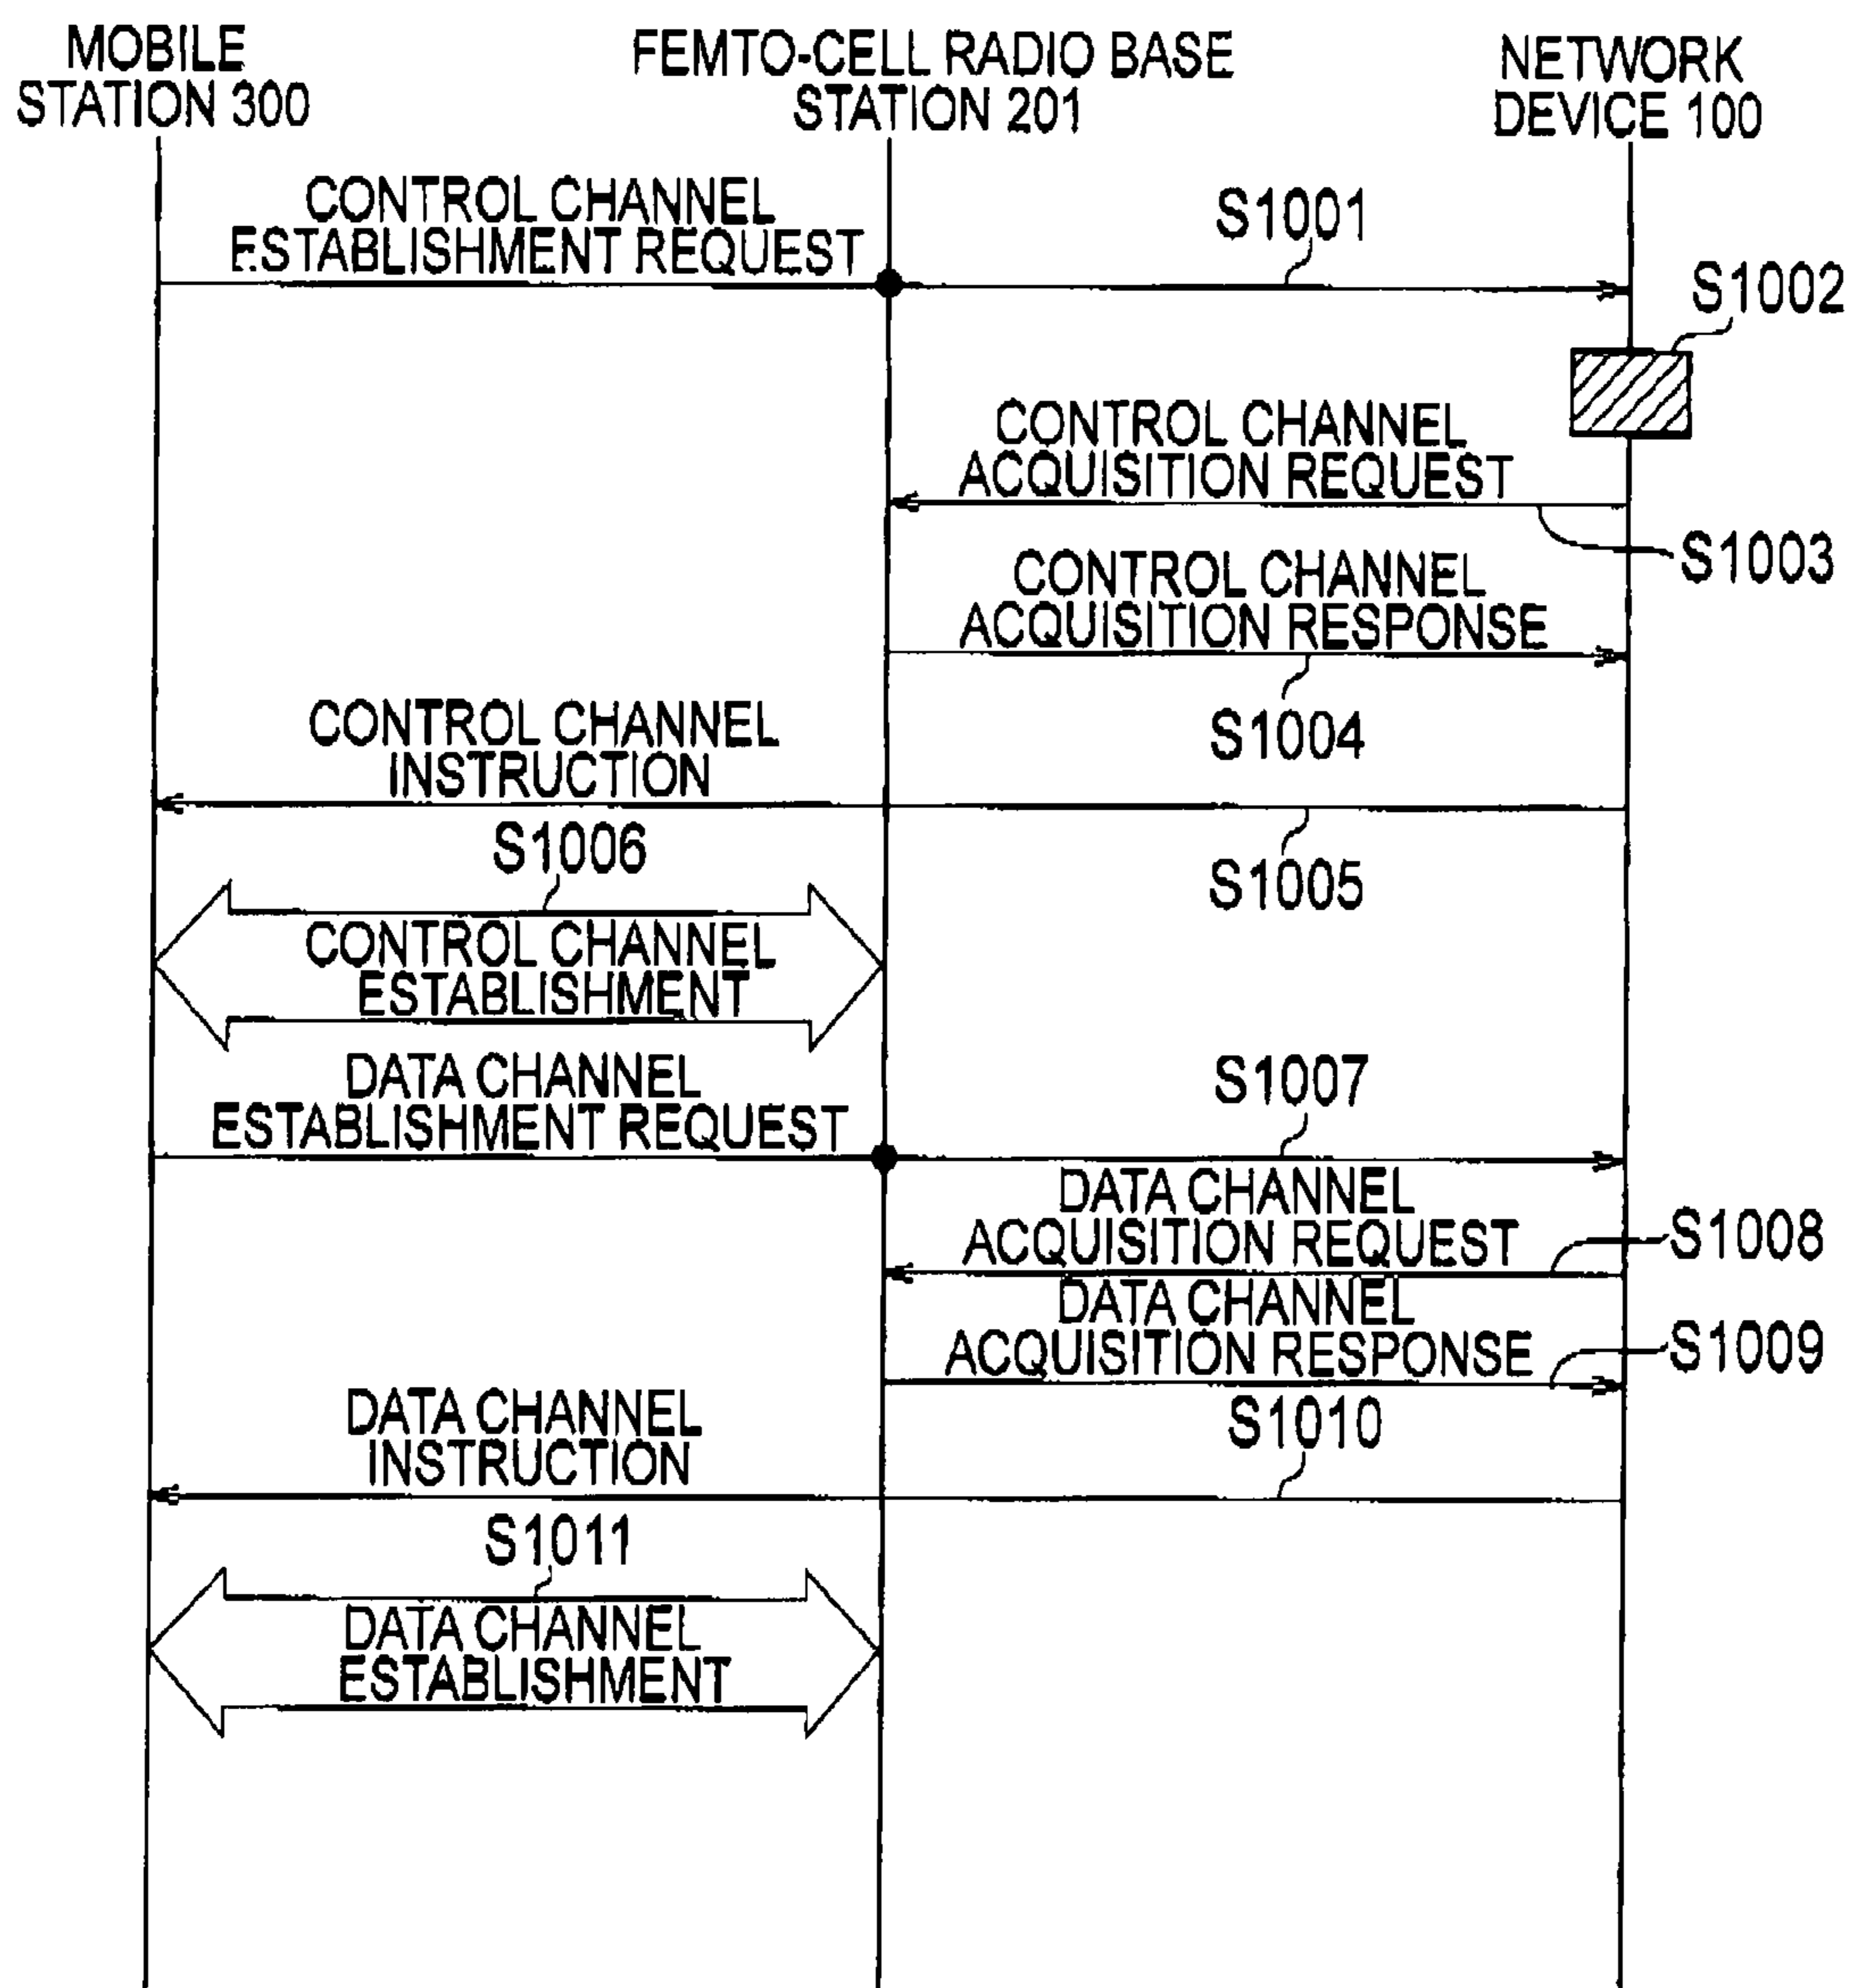 MOBILE
STATION 300
FEMTO-CELL RADIO BASE
STATION 201
NETWORK
DEVICE 100
CONTROL CHANNEL
ESTABLISHMENT REQUEST
S1001
S1002
CONTROL CHANNEL
ACQUISITION REQUEST
S1003
CONTROL CHANNEL
ACQUISITION RESPONSE
S1004
CONTROL CHANNEL
INSTRUCTION
S1005
S1006
CONTROL CHANNEL
ESTABLISHMENT
DATA CHANNEL
ESTABLISHMENT REQUEST
S1007
DATA CHANNEL
ACQUISITION REQUEST
S1008
DATA CHANNEL
ACQUISITION RESPONSE
S1009
DATA CHANNEL
INSTRUCTION
S1010
S1011
DATA CHANNEL
ESTABLISHMENT